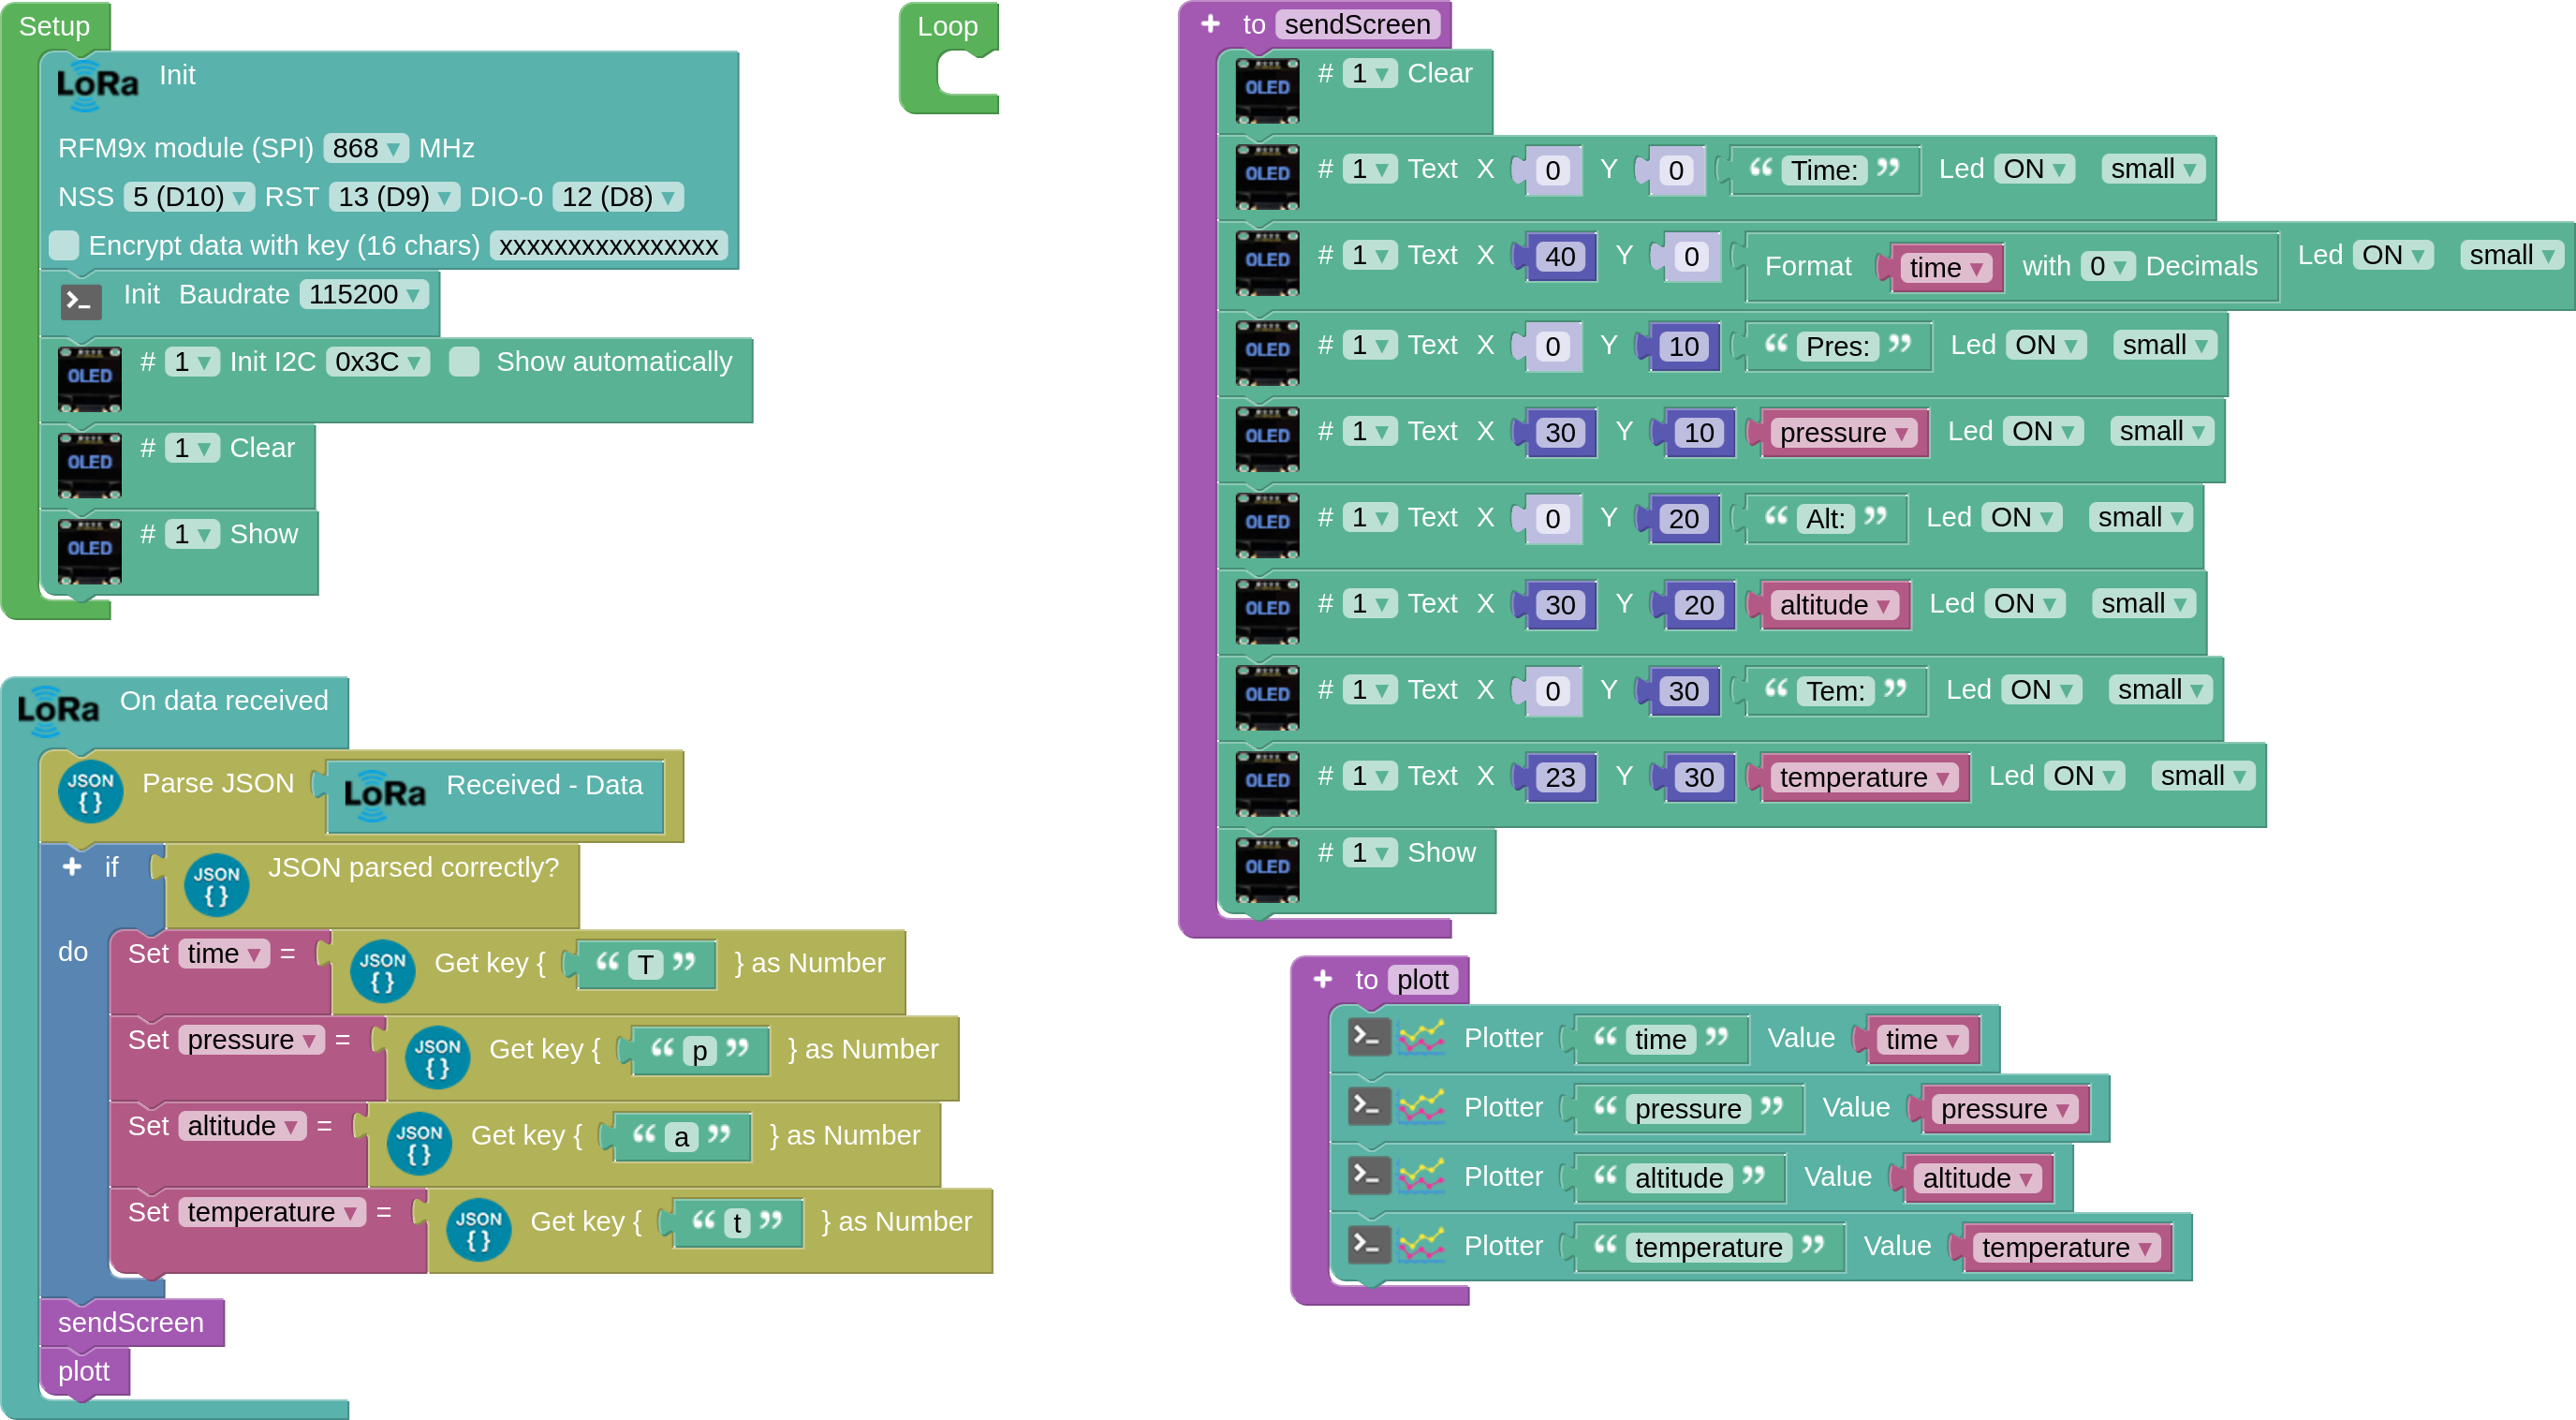 Setup
LoRa Init
RFM9x module (SPI) 868 MHz
NSS 5 (D10) RST 13 (D9) DIO-0 12 (D8)
Encrypt data with key (16 chars) xxxxxxxxxxxxxxxx
Init Baudrate 115200
OLED # 1 Init I2C 0x3C Show automatically
OLED # 1 Clear
OLED # 1 Show
Loop
LoRa On data received
JSON { } Parse JSON LoRa Received - Data
if JSON { } JSON parsed correctly?
do
Set time = JSON { } Get key { “ T ” } as Number
Set pressure = JSON { } Get key { “ p ” } as Number
Set altitude = JSON { } Get key { “ a ” } as Number
Set temperature = JSON { } Get key { “ t ” } as Number
sendScreen
plott
+ to sendScreen
OLED # 1 Clear
OLED # 1 Text X 0 Y 0 “ Time: ” Led ON small
OLED # 1 Text X 40 Y 0 Format time with 0 Decimals Led ON small
OLED # 1 Text X 0 Y 10 “ Pres: ” Led ON small
OLED # 1 Text X 30 Y 10 pressure Led ON small
OLED # 1 Text X 0 Y 20 “ Alt: ” Led ON small
OLED # 1 Text X 30 Y 20 altitude Led ON small
OLED # 1 Text X 0 Y 30 “ Tem: ” Led ON small
OLED # 1 Text X 23 Y 30 temperature Led ON small
OLED # 1 Show
+ to plott
Plotter “ time ” Value time
Plotter “ pressure ” Value pressure
Plotter “ altitude ” Value altitude
Plotter “ temperature ” Value temperature